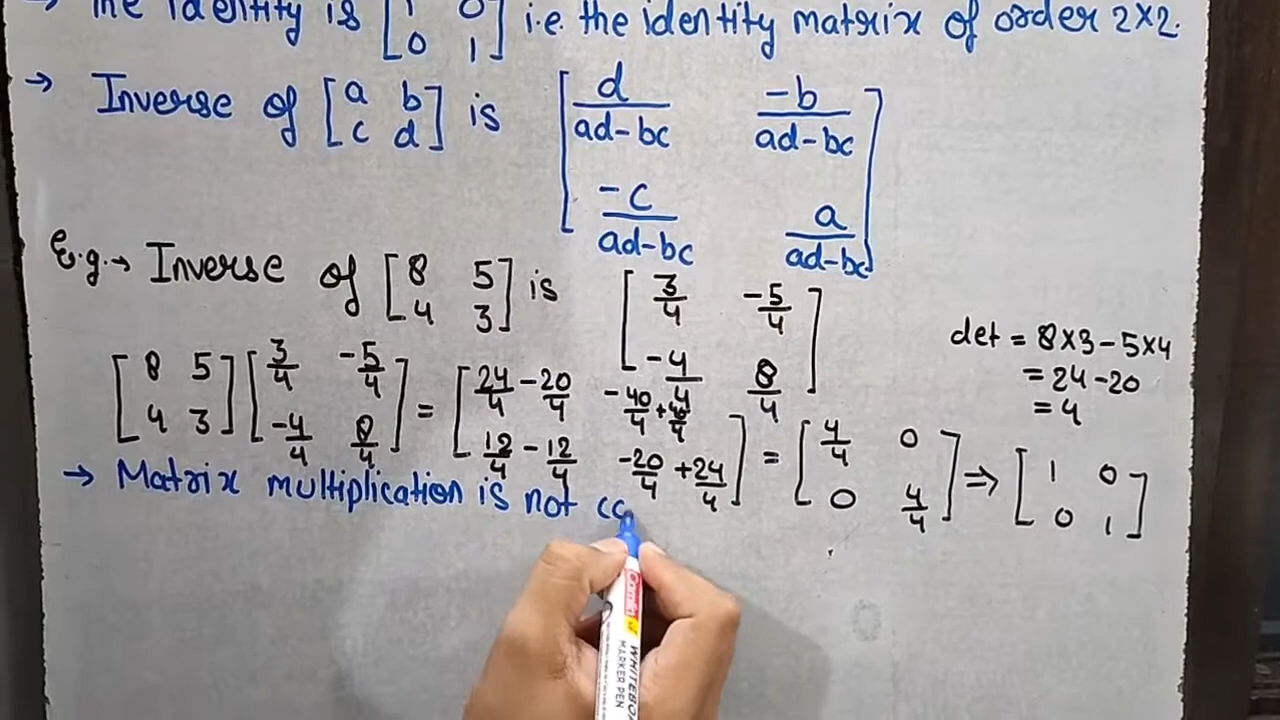 → The identity is [1 0 0 1] i.e. the identity matrix of order 2×2.
→ Inverse of [a b c d] is [d/ad-bc -b/ad-bc -c/ad-bc a/ad-bc]
E.g.→ Inverse of [8 5 4 3] is [3/4 -5/4 -4/4 8/4]
det = 8×3-5×4
= 24-20
= 4
[8 5 4 3] [3/4 -5/4 -4/4 8/4] = [24/4-20/4 -40/4+40/4 12/4-12/4 -20/4+24/4] = [4/4 0 0 4/4] ⇒ [1 0 0 1]
→ Matrix multiplication is not co
WHITEBO
MARKER PEN